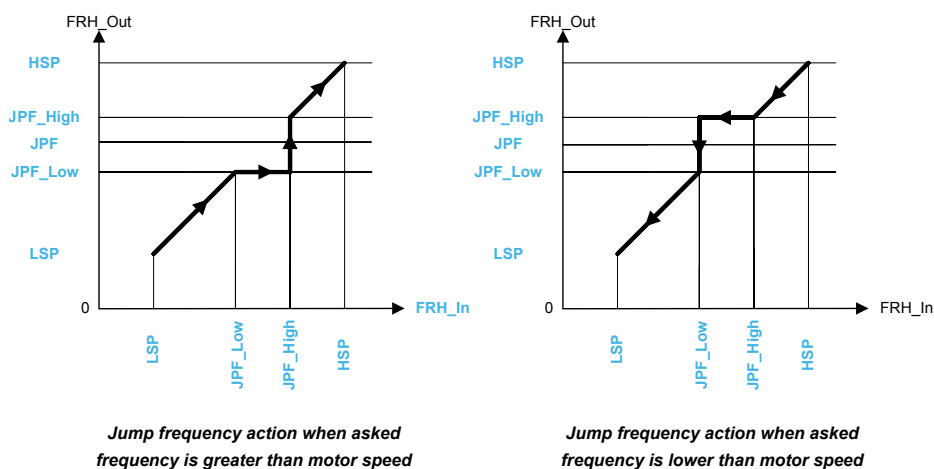 FRH_Out
HSP
JPF_High
JPF
JPF_Low
LSP
0
FRH_In
LSP
JPF_Low
JPF_High
HSP
Jump frequency action when asked
frequency is greater than motor speed
FRH_Out
HSP
JPF_High
JPF
JPF_Low
LSP
0
FRH_In
LSP
JPF_Low
JPF_High
HSP
Jump frequency action when asked
frequency is lower than motor speed